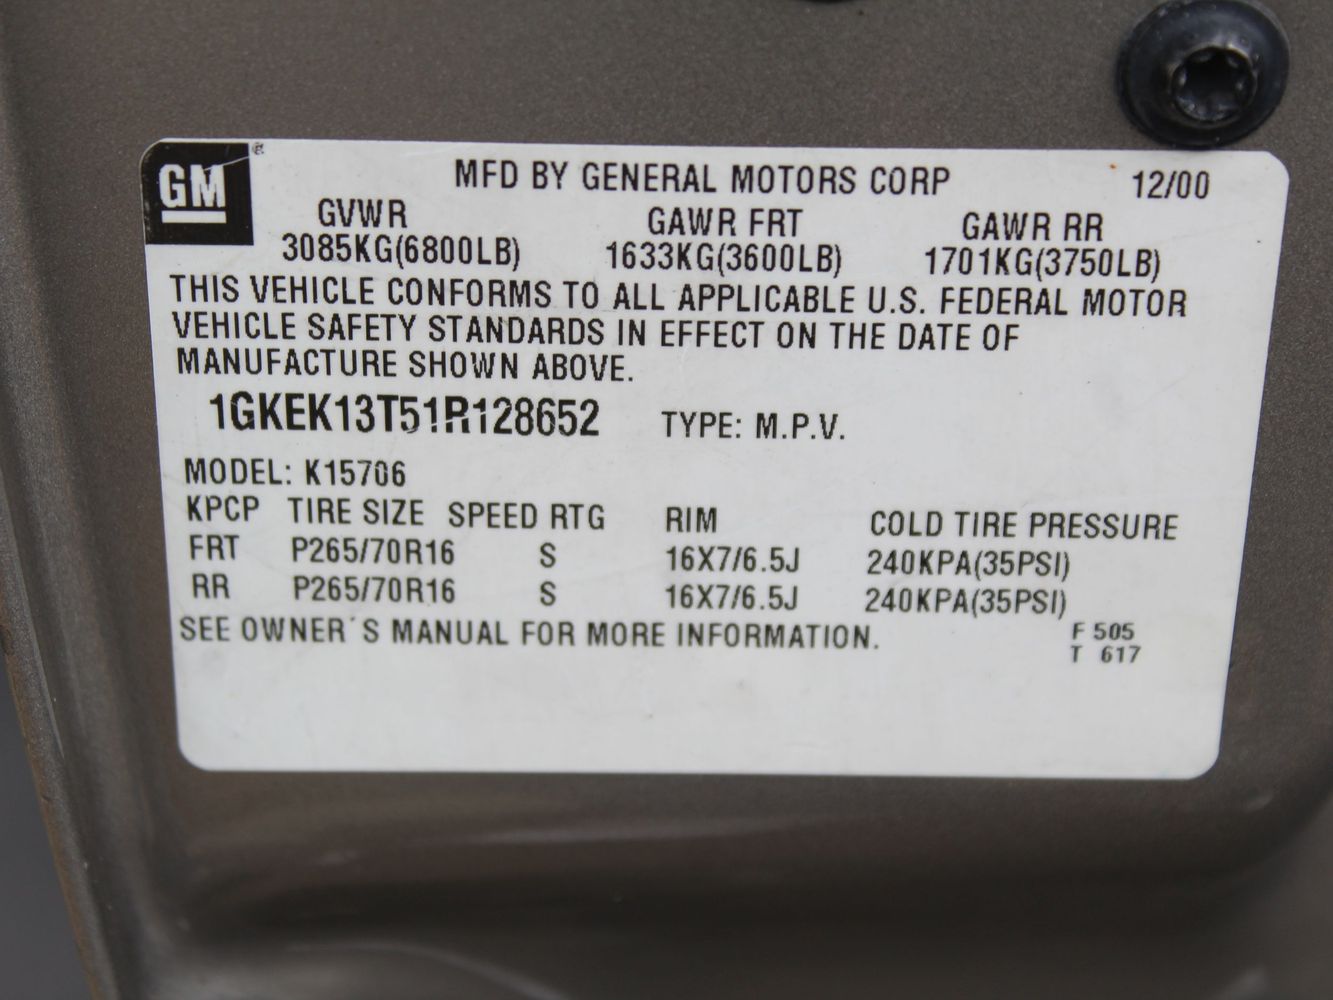 GM ®
MFD BY GENERAL MOTORS CORP 12/00
GVWR GAWR FRT GAWR RR
3085KG(6800LB) 1633KG(3600LB) 1701KG(3750LB)
THIS VEHICLE CONFORMS TO ALL APPLICABLE U.S. FEDERAL MOTOR
VEHICLE SAFETY STANDARDS IN EFFECT ON THE DATE OF
MANUFACTURE SHOWN ABOVE.
1GKEK13T51R128652 TYPE: M.P.V.
MODEL: K15706
KPCP TIRE SIZE SPEED RTG RIM COLD TIRE PRESSURE
FRT P265/70R16 S 16X7/6.5J 240KPA(35PSI)
RR P265/70R16 S 16X7/6.5J 240KPA(35PSI)
SEE OWNER'S MANUAL FOR MORE INFORMATION. F 505
T 617